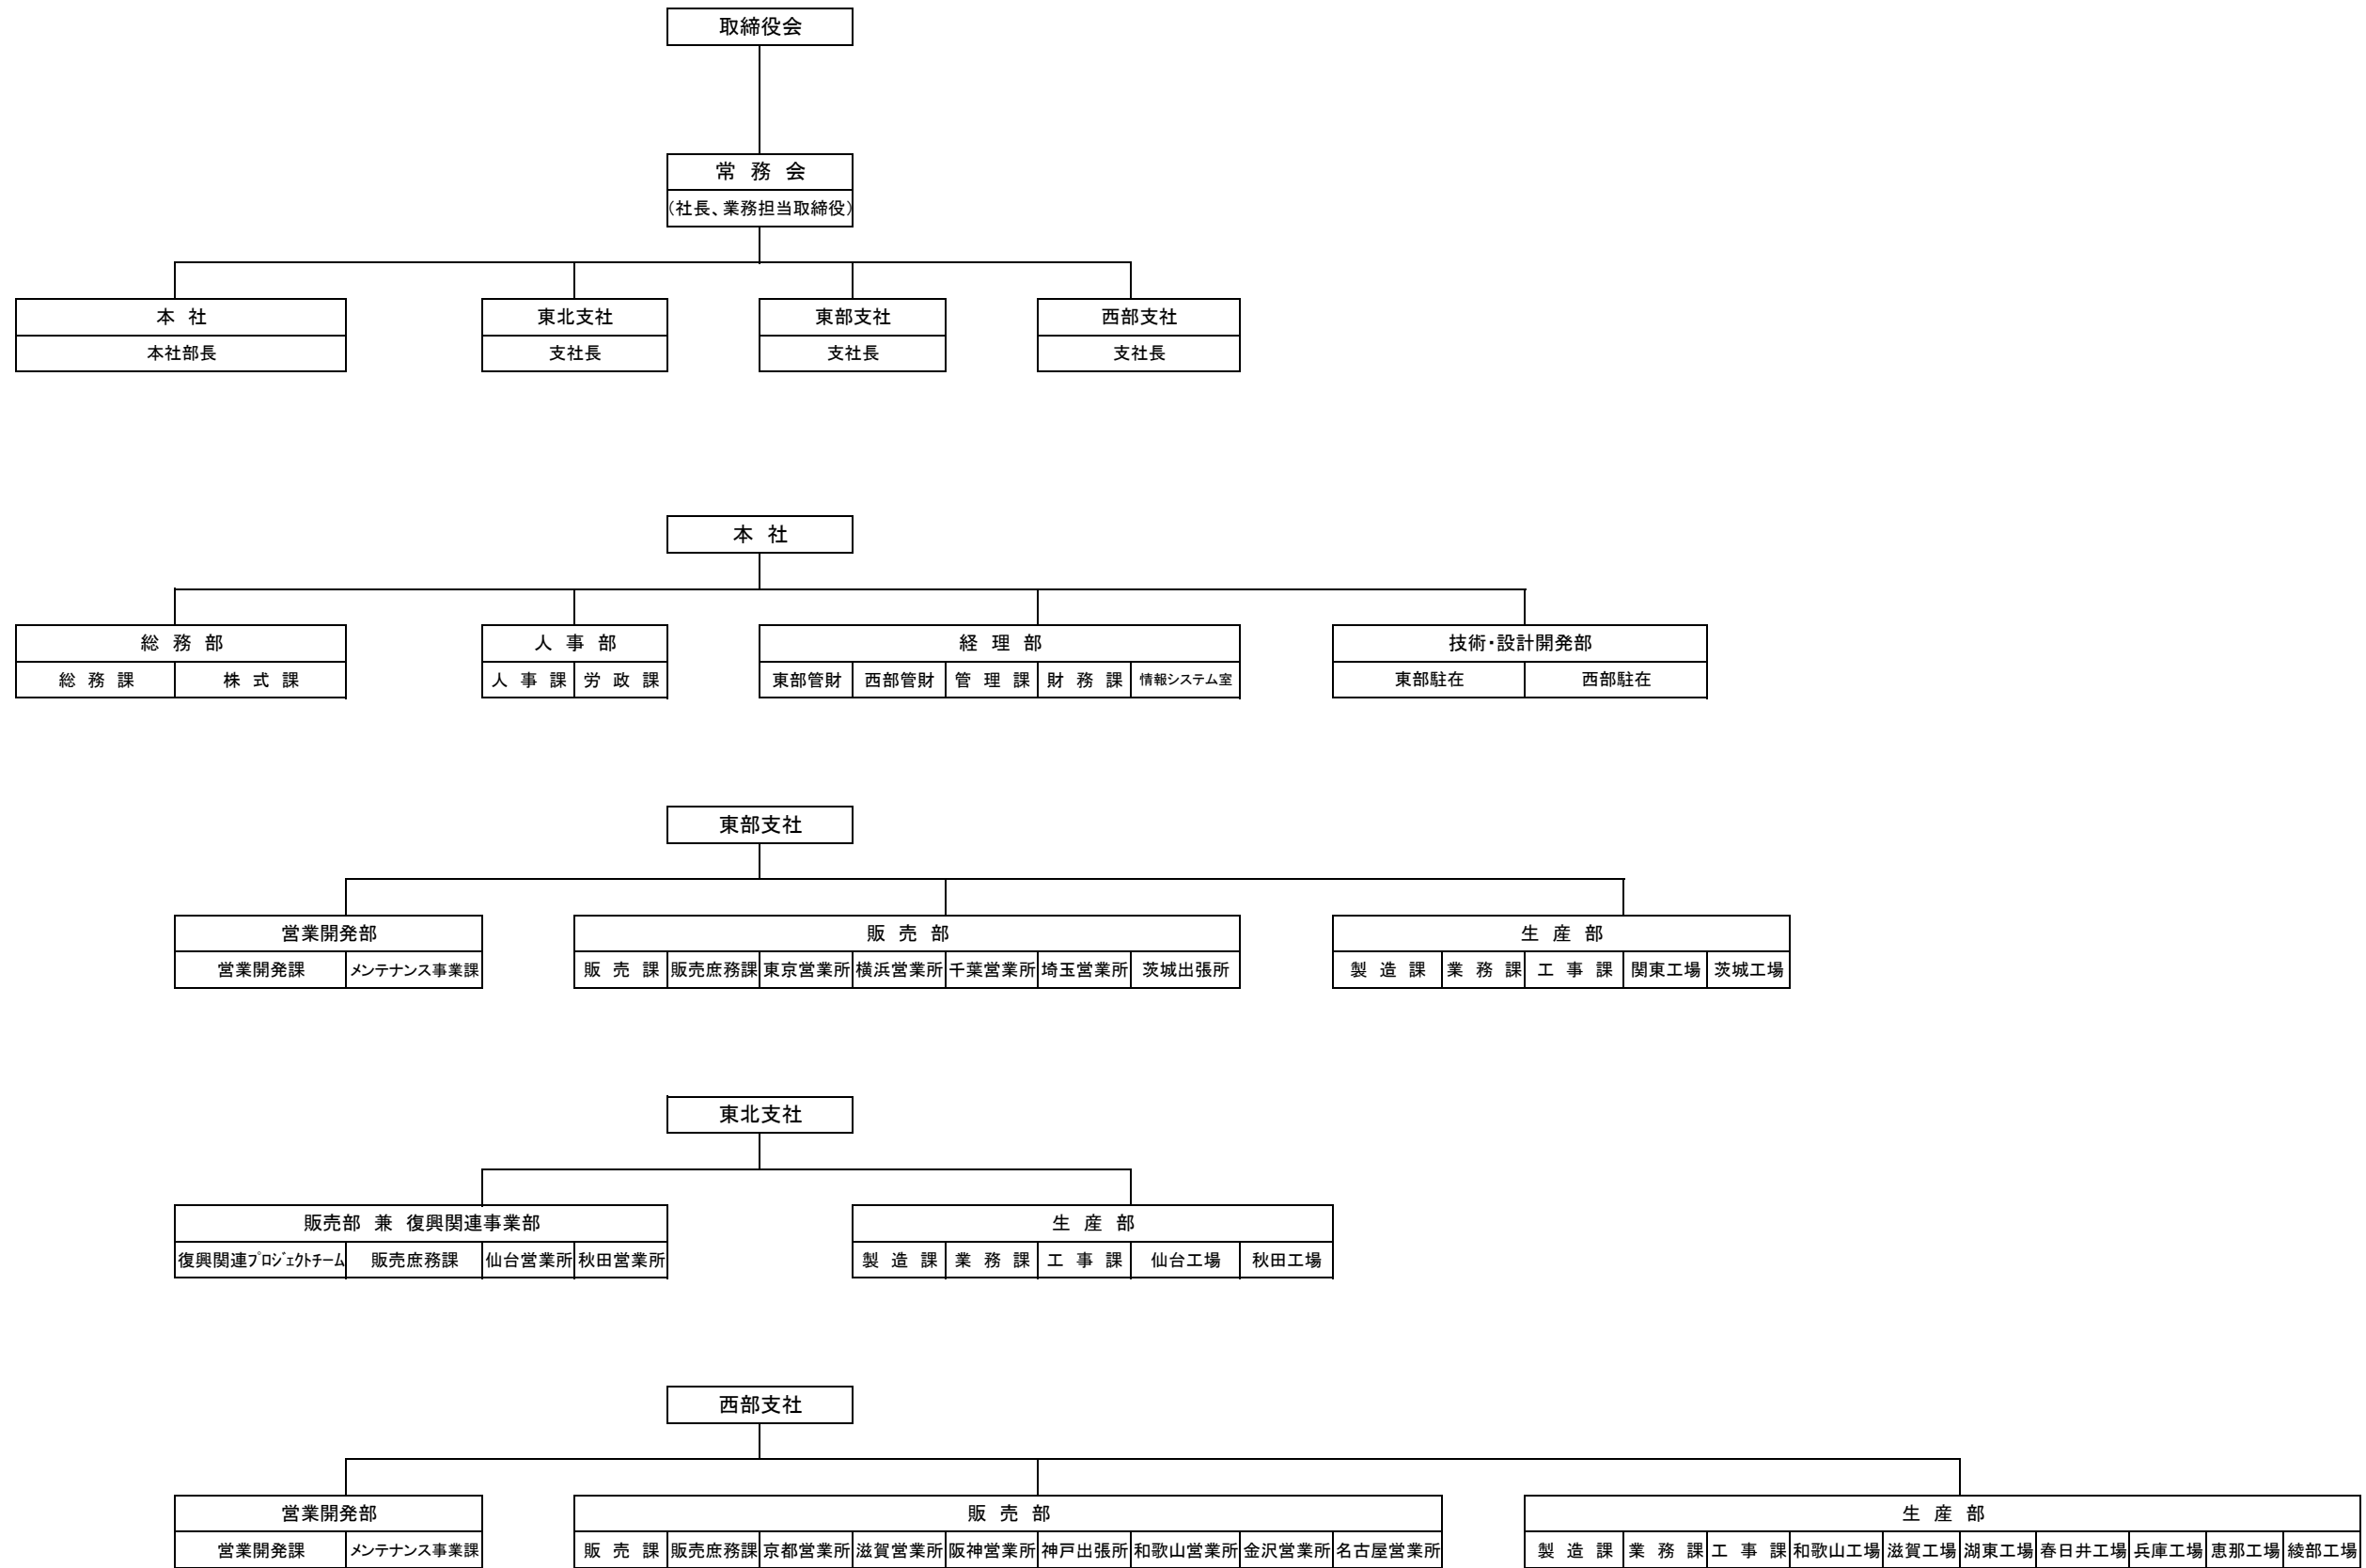 取締役会
常 務 会
（社長、業務担当取締役）
本 社 東北支社 東部支社 西部支社
本社部長 支社長 支社長 支社長
本 社
総 務 部 人 事 部 経 理 部 技術・設計開発部
総 務 課 株 式 課 人 事 課 労 政 課 東部管財 西部管財 管 理 課 財 務 課 情報システム室 東部駐在 西部駐在
東部支社
営業開発部 販 売 部 生 産 部
営業開発課 メンテナンス事業課 販 売 課 販売庶務課 東京営業所 横浜営業所 千葉営業所 埼玉営業所 茨城出張所 製 造 課 業 務 課 工 事 課 関東工場 茨城工場
東北支社
販売部 兼 復興関連事業部 生 産 部
復興関連ﾌﾟﾛｼﾞｪｸﾄﾁｰﾑ 販売庶務課 仙台営業所 秋田営業所 製 造 課 業 務 課 工 事 課 仙台工場 秋田工場
西部支社
営業開発部 販 売 部 生 産 部
営業開発課 メンテナンス事業課 販 売 課 販売庶務課 京都営業所 滋賀営業所 阪神営業所 神戸出張所 和歌山営業所 金沢営業所 名古屋営業所 製 造 課 業 務 課 工 事 課 和歌山工場 滋賀工場 湖東工場 春日井工場 兵庫工場 恵那工場 綾部工場